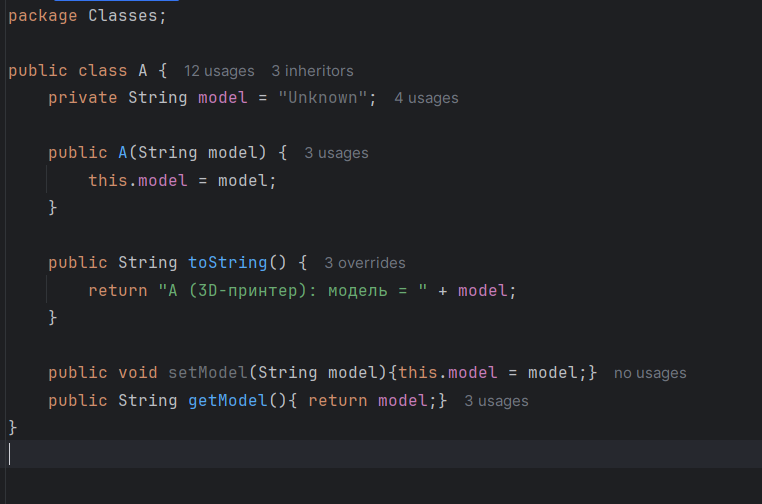 package Classes;
public class A { 12 usages 3 inheritors
private String model = "Unknown"; 4 usages
public A(String model) { 3 usages
this.model = model;
}
public String toString() { 3 overrides
return "A (3D-принтер): модель = " + model;
}
public void setModel(String model){this.model = model;} no usages
public String getModel(){ return model;} 3 usages
}